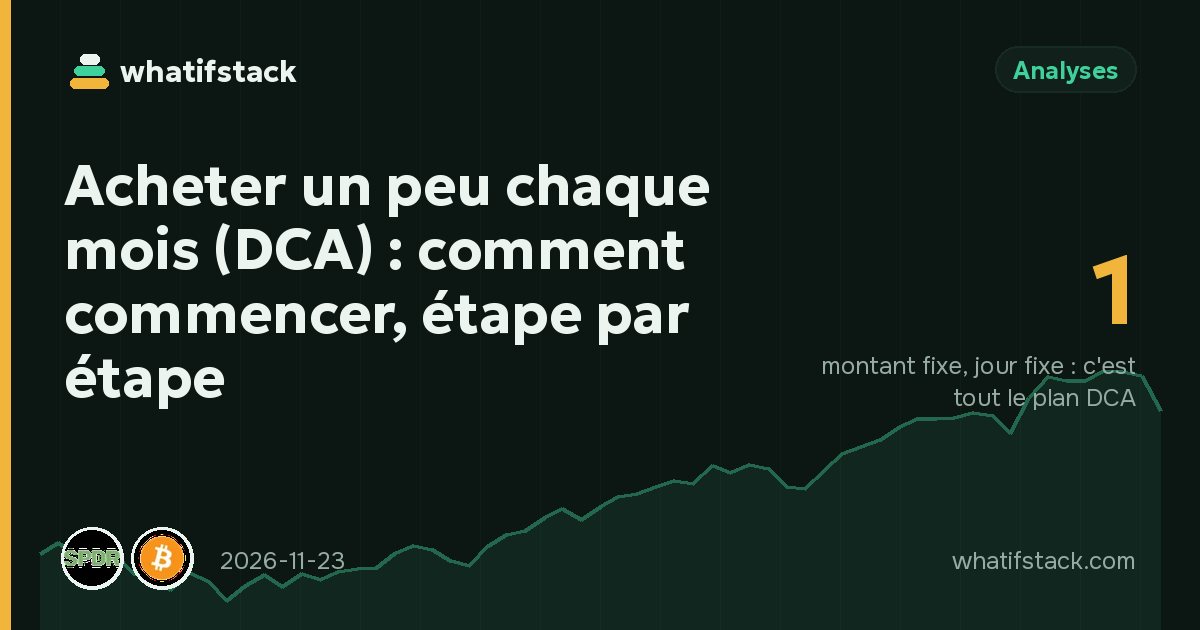 whatifstack
Analyses
Acheter un peu chaque
mois (DCA) : comment
commencer, étape par
étape
1
montant fixe, jour fixe : c'est
tout le plan DCA
SPDR
2026-11-23
whatifstack.com